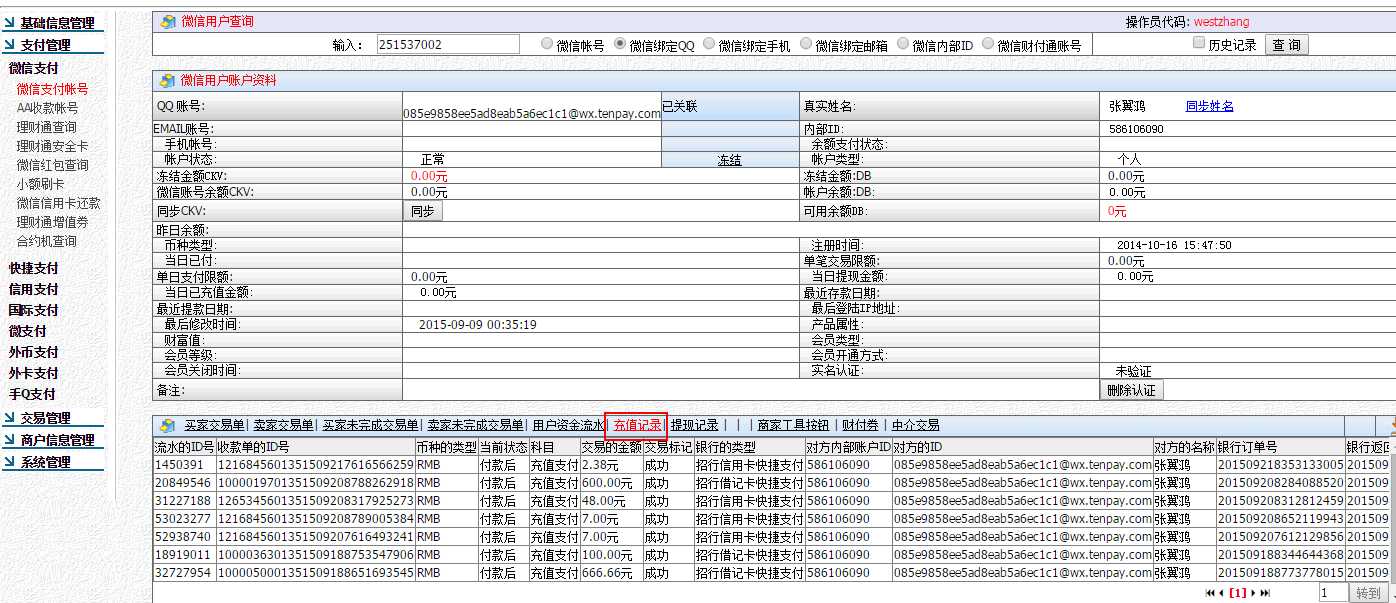 基础信息管理
支付管理
微信支付
微信支付帐号
AA收款帐号
理财通查询
理财通安全卡
微信红包查询
小额刷卡
微信信用卡还款
理财通增值券
合约机查询
快捷支付
信用支付
国际支付
微支付
外币支付
外卡支付
手Q支付
交易管理
商户信息管理
系统管理
微信用户查询 操作员代码: westzhang
输入: 251537002 微信帐号 微信绑定QQ 微信绑定手机 微信绑定邮箱 微信内部ID 微信财付通账号 历史记录 查 询
微信用户账户资料
QQ 账号: 085e9858ee5ad8eab5a6ec1c1@wx.tenpay.com 已关联 真实姓名: 张翼鸿 同步姓名
EMAIL账号: 内部ID: 586106090
手机帐号: 余额支付状态:
帐户状态: 正常 冻结 帐户类型: 个人
冻结金额CKV: 0.00元 冻结金额:DB 0.00元
微信账号余额CKV: 0.00元 帐户余额:DB: 0.00元
同步CKV: 同步 可用余额DB: 0元
昨日余额:
币种类型: 注册时间: 2014-10-16 15:47:50
当日已付: 单笔交易限额: 0.00元
单日支付限额: 0.00元 当日提现金额: 0.00元
当日已充值金额: 0.00元 最近存款日期:
最近提款日期: 最后登陆IP地址:
最后修改时间: 2015-09-09 00:35:19 产品属性:
财富值: 会员类型:
会员等级: 会员开通方式:
会员关闭时间: 实名认证: 未验证
备注: 删除认证
买家交易单| 卖家交易单| 买家未完成交易单| 卖家未完成交易单| 用户资金流水| 充值记录| 提现记录| | | 商家工具按钮| 财付券| 中介交易
流水的ID号 收款单的ID号 币种的类型 当前状态 科目 交易的金额 交易标记 银行的类型 对方内部账户ID 对方的ID 对方的名称 银行订单号 银行返回
1450391 1216845601351509217616566259 RMB 付款后 充值支付 2.38元 成功 招行信用卡快捷支付 586106090 085e9858ee5ad8eab5a6ec1c1@wx.tenpay.com 张翼鸿 201509218353133005 201509
20849546 1000019701351509208788262918 RMB 付款后 充值支付 600.00元 成功 招行借记卡快捷支付 586106090 085e9858ee5ad8eab5a6ec1c1@wx.tenpay.com 张翼鸿 201509208284088520 201509
31227188 1265345601351509208317925273 RMB 付款后 充值支付 48.00元 成功 招行信用卡快捷支付 586106090 085e9858ee5ad8eab5a6ec1c1@wx.tenpay.com 张翼鸿 201509208312812459 201509
53023277 1216845601351509208789005384 RMB 付款后 充值支付 7.00元 成功 招行信用卡快捷支付 586106090 085e9858ee5ad8eab5a6ec1c1@wx.tenpay.com 张翼鸿 201509208652119943 201509
52938740 1216845601351509207616493241 RMB 付款后 充值支付 7.00元 成功 招行信用卡快捷支付 586106090 085e9858ee5ad8eab5a6ec1c1@wx.tenpay.com 张翼鸿 201509207612129856 201509
18919011 1000036301351509188753547906 RMB 付款后 充值支付 100.00元 成功 招行借记卡快捷支付 586106090 085e9858ee5ad8eab5a6ec1c1@wx.tenpay.com 张翼鸿 201509188344644368 201509
32727954 1000050001351509188651693545 RMB 付款后 充值支付 666.66元 成功 招行借记卡快捷支付 586106090 085e9858ee5ad8eab5a6ec1c1@wx.tenpay.com 张翼鸿 201509188773778015 201509
[1] 1 转到